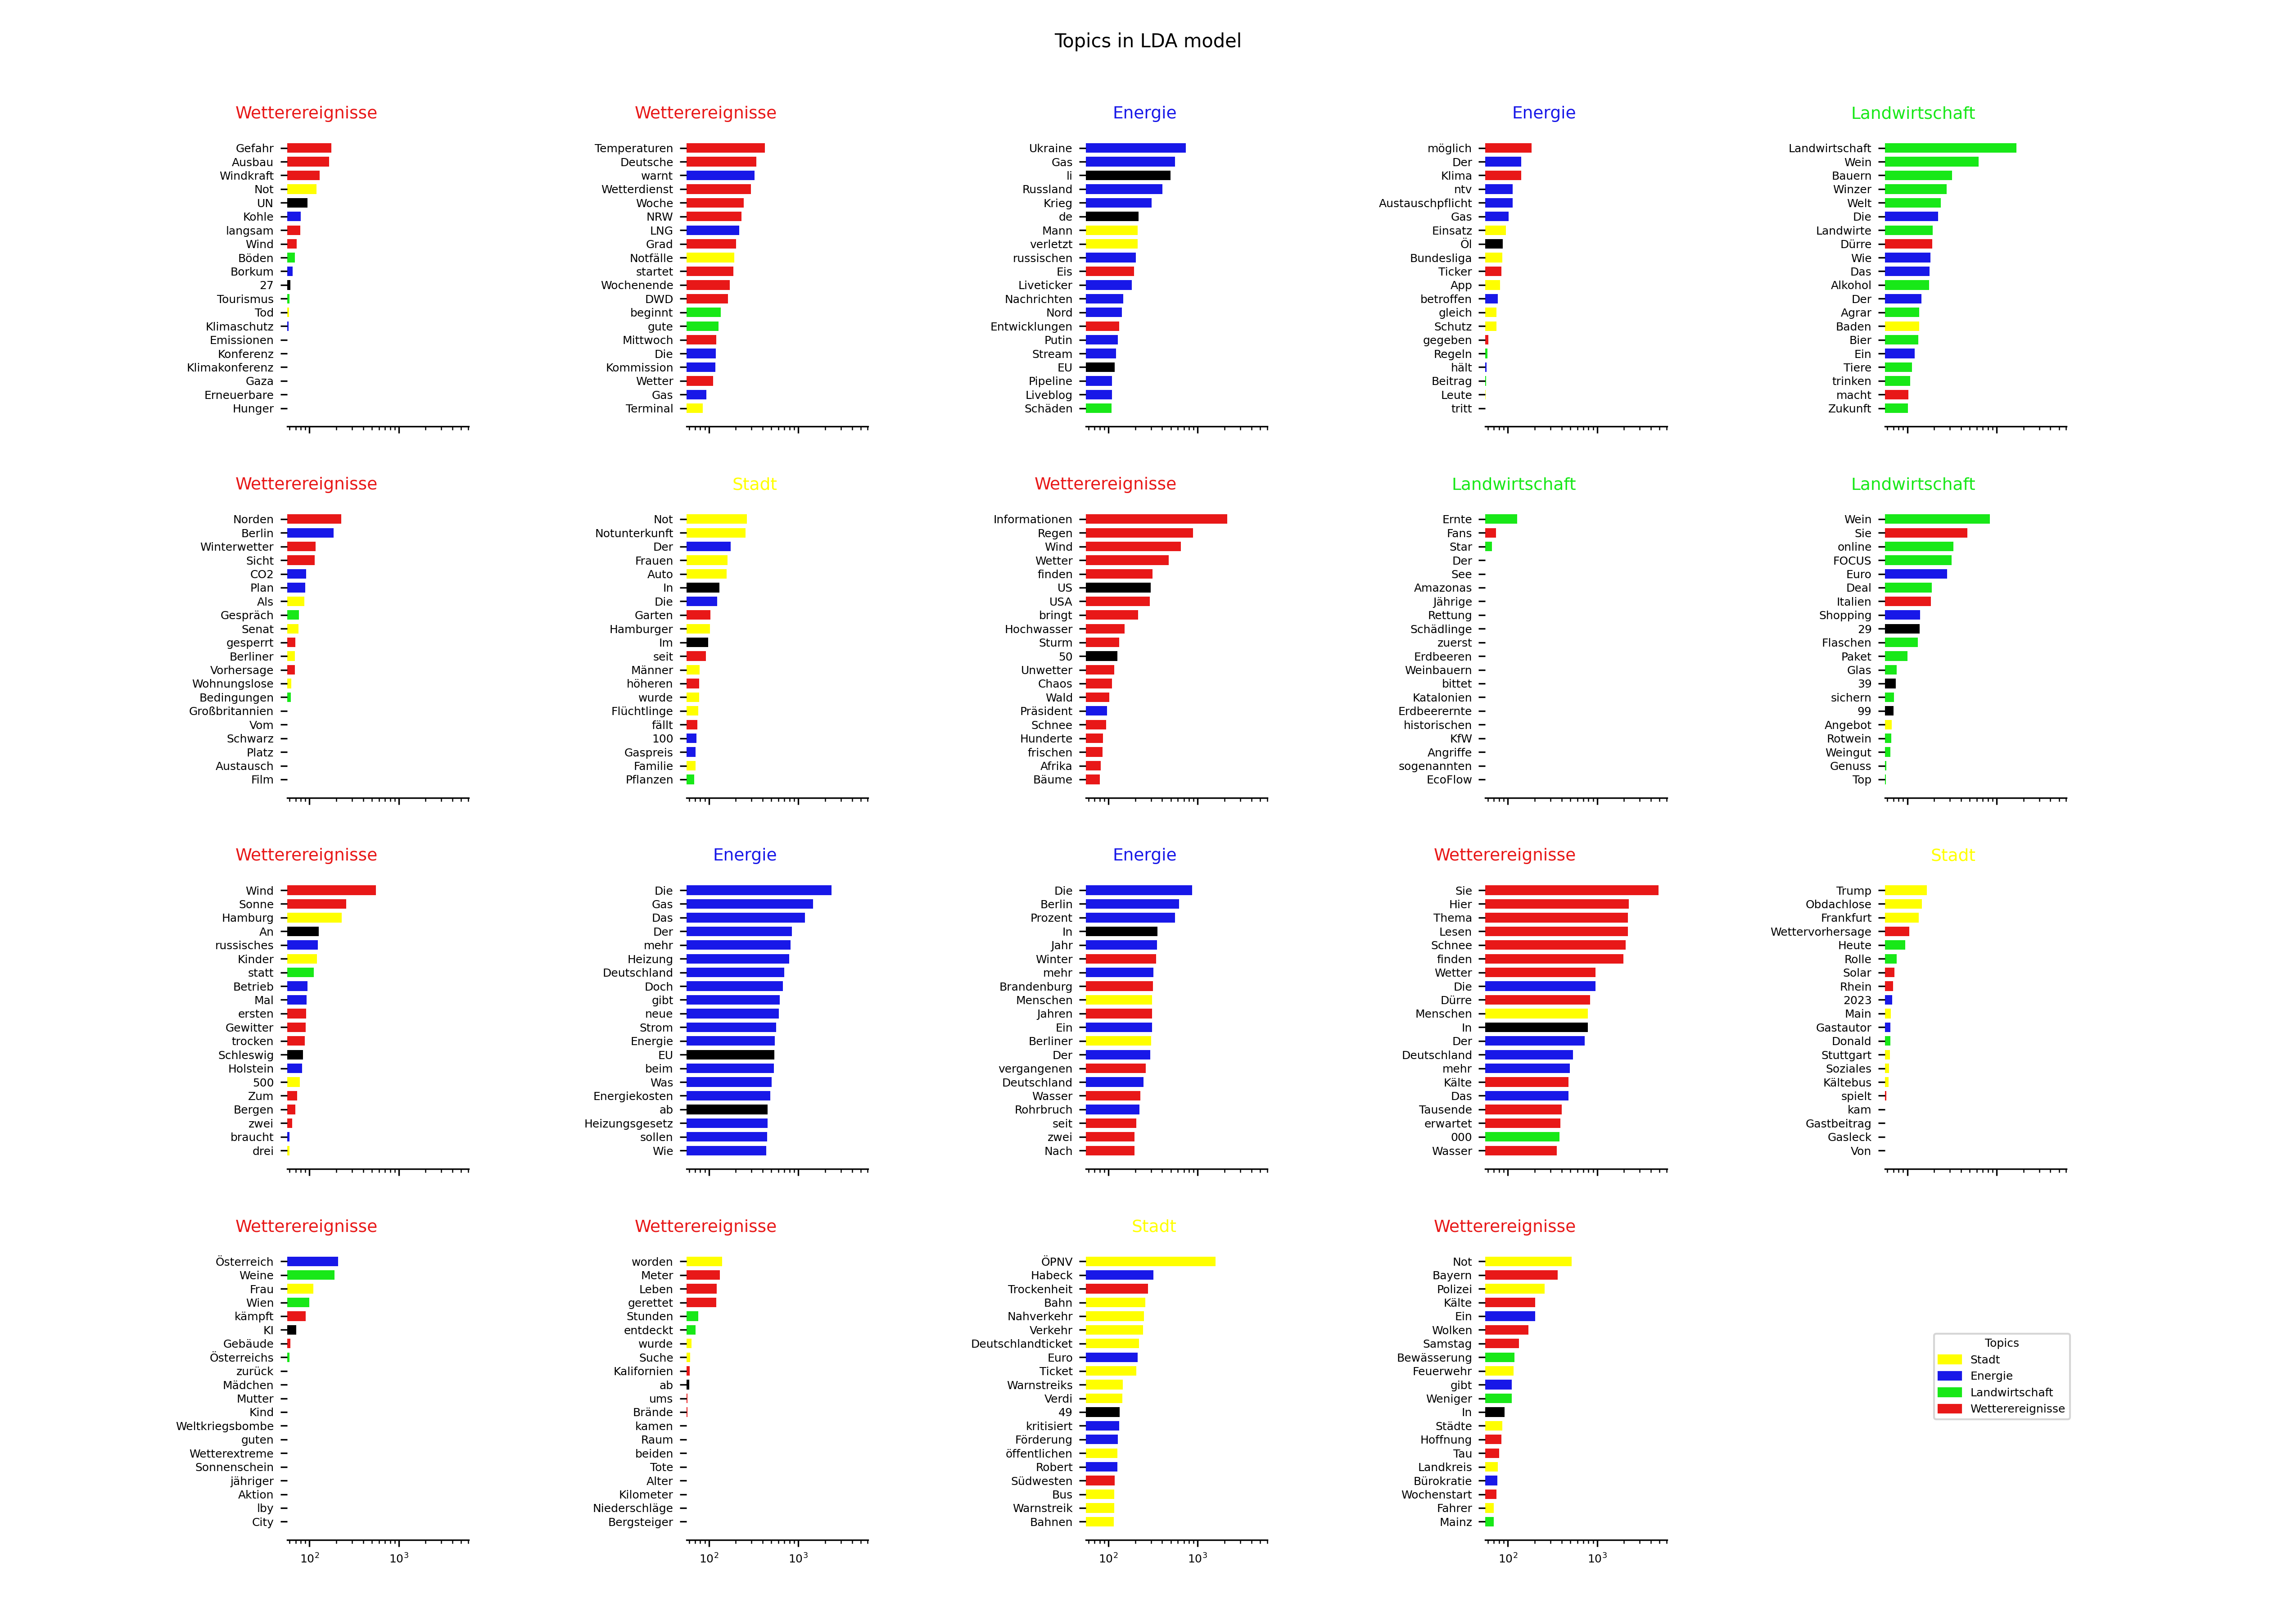 Topics in LDA model
Wetterereignisse
Gefahr
Ausbau
Windkraft
Not
UN
Kohle
langsam
Wind
Böden
Borkum
27
Tourismus
Tod
Klimaschutz
Emissionen
Konferenz
Klimakonferenz
Gaza
Erneuerbare
Hunger
Wetterereignisse
Temperaturen
Deutsche
warnt
Wetterdienst
Woche
NRW
LNG
Grad
Notfälle
startet
Wochenende
DWD
beginnt
gute
Mittwoch
Die
Kommission
Wetter
Gas
Terminal
Energie
Ukraine
Gas
li
Russland
Krieg
de
Mann
verletzt
russischen
Eis
Liveticker
Nachrichten
Nord
Entwicklungen
Putin
Stream
EU
Pipeline
Liveblog
Schäden
Energie
möglich
Der
Klima
ntv
Austauschpflicht
Gas
Einsatz
Öl
Bundesliga
Ticker
App
betroffen
gleich
Schutz
gegeben
Regeln
hält
Beitrag
Leute
tritt
Landwirtschaft
Landwirtschaft
Wein
Bauern
Winzer
Welt
Die
Landwirte
Dürre
Wie
Das
Alkohol
Der
Agrar
Baden
Bier
Ein
Tiere
trinken
macht
Zukunft
Wetterereignisse
Norden
Berlin
Winterwetter
Sicht
CO2
Plan
Als
Gespräch
Senat
gesperrt
Berliner
Vorhersage
Wohnungslose
Bedingungen
Großbritannien
Vom
Schwarz
Platz
Austausch
Film
Stadt
Not
Notunterkunft
Der
Frauen
Auto
In
Die
Garten
Hamburger
Im
seit
Männer
höheren
wurde
Flüchtlinge
fällt
100
Gaspreis
Familie
Pflanzen
Wetterereignisse
Informationen
Regen
Wind
Wetter
finden
US
USA
bringt
Hochwasser
Sturm
50
Unwetter
Chaos
Wald
Präsident
Schnee
Hunderte
frischen
Afrika
Bäume
Landwirtschaft
Ernte
Fans
Star
Der
See
Amazonas
Jährige
Rettung
Schädlinge
zuerst
Erdbeeren
Weinbauern
bittet
Katalonien
Erdbeerernte
historischen
KfW
Angriffe
sogenannten
EcoFlow
Landwirtschaft
Wein
Sie
online
FOCUS
Euro
Deal
Italien
Shopping
29
Flaschen
Paket
Glas
39
sichern
99
Angebot
Rotwein
Weingut
Genuss
Top
Wetterereignisse
Wind
Sonne
Hamburg
An
russisches
Kinder
statt
Betrieb
Mal
ersten
Gewitter
trocken
Schleswig
Holstein
500
Zum
Bergen
zwei
braucht
drei
Energie
Die
Gas
Das
Der
mehr
Heizung
Deutschland
Doch
gibt
neue
Strom
Energie
EU
beim
Was
Energiekosten
ab
Heizungsgesetz
sollen
Wie
Energie
Die
Berlin
Prozent
In
Jahr
Winter
mehr
Brandenburg
Menschen
Jahren
Ein
Berliner
Der
vergangenen
Deutschland
Wasser
Rohrbruch
seit
zwei
Nach
Wetterereignisse
Sie
Hier
Thema
Lesen
Schnee
finden
Wetter
Die
Dürre
Menschen
In
Der
Deutschland
mehr
Kälte
Das
Tausende
erwartet
000
Wasser
Stadt
Trump
Obdachlose
Frankfurt
Wettervorhersage
Heute
Rolle
Solar
Rhein
2023
Main
Gastautor
Donald
Stuttgart
Soziales
Kältebus
spielt
kam
Gastbeitrag
Gasleck
Von
Wetterereignisse
Österreich
Weine
Frau
Wien
kämpft
KI
Gebäude
Österreichs
zurück
Mädchen
Mutter
Kind
Weltkriegsbombe
guten
Wetterextreme
Sonnenschein
jähriger
Aktion
lby
City
10²
10³
Wetterereignisse
worden
Meter
Leben
gerettet
Stunden
entdeckt
wurde
Suche
Kalifornien
ab
ums
Brände
kamen
Raum
beiden
Tote
Alter
Kilometer
Niederschläge
Bergsteiger
10²
10³
Stadt
ÖPNV
Habeck
Trockenheit
Bahn
Nahverkehr
Verkehr
Deutschlandticket
Euro
Ticket
Warnstreiks
Verdi
49
kritisiert
Förderung
öffentlichen
Robert
Südwesten
Bus
Warnstreik
Bahnen
10²
10³
Wetterereignisse
Not
Bayern
Polizei
Kälte
Ein
Wolken
Samstag
Bewässerung
Feuerwehr
gibt
Weniger
In
Städte
Hoffnung
Tau
Landkreis
Bürokratie
Wochenstart
Fahrer
Mainz
10²
10³
Topics
Stadt
Energie
Landwirtschaft
Wetterereignisse